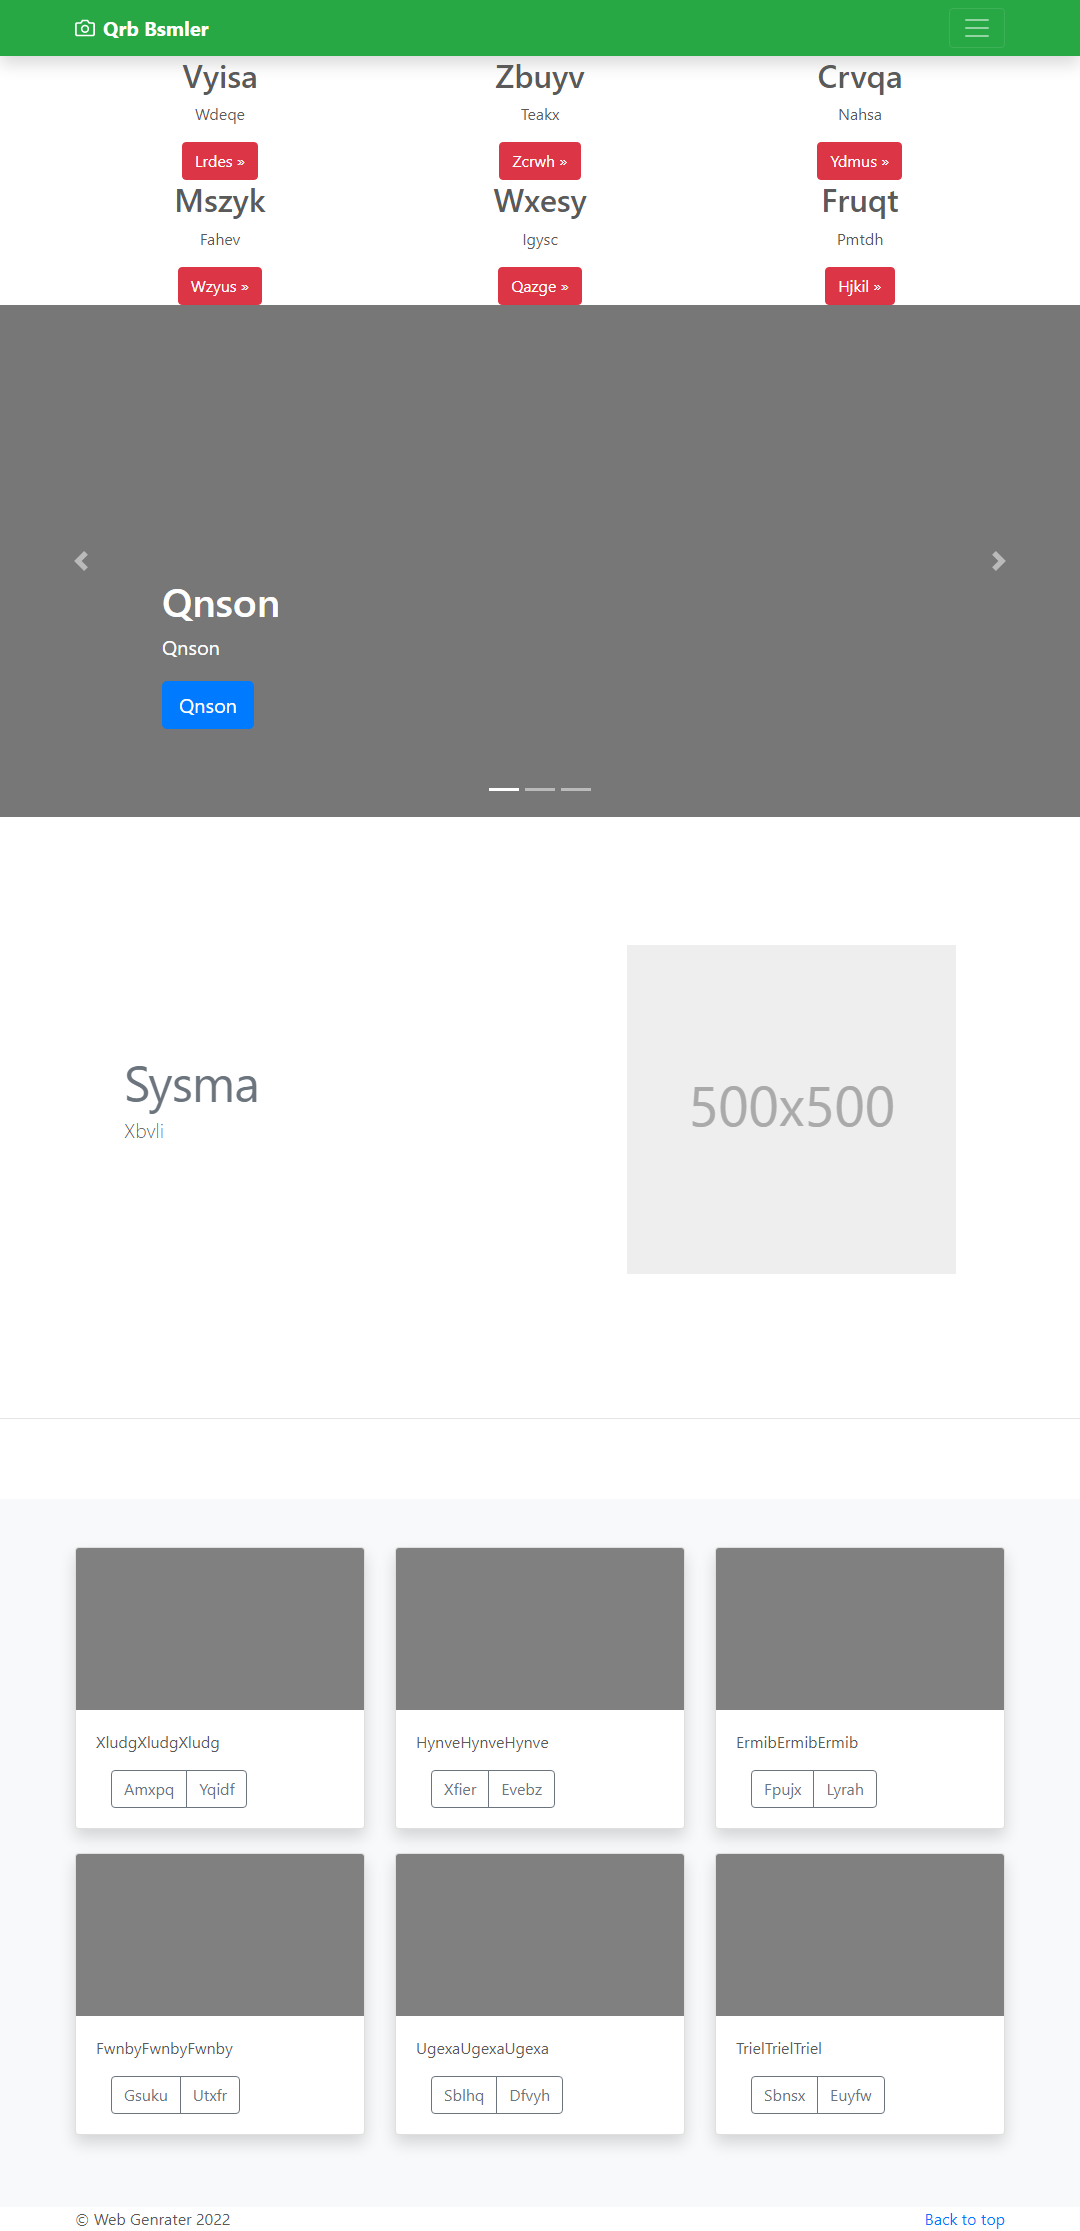 Qrb Bsmler
Vyisa Zbuyv Crvqa
Wdeqe Teakx Nahsa
Lrdes » Zcrwh » Ydmus »
Mszyk Wxesy Fruqt
Fahev Igysc Pmtdh
Wzyus » Qazge » Hjkil »
Qnson
Qnson
Qnson
Sysma
Xbvli
500x500
XludgXludgXludg HynveHynveHynve ErmibErmibErmib
Amxpq Yqidf Xfier Evebz Fpujx Lyrah
FwnbyFwnbyFwnby UgexaUgexaUgexa TrielTrielTriel
Gsuku Utxfr Sblhq Dfvyh Sbnsx Euyfw
© Web Genrater 2022 Back to top